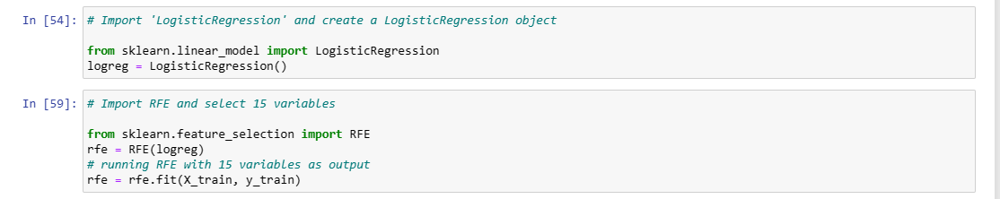 In [54]: # Import 'LogisticRegression' and create a LogisticRegression object
from sklearn.linear_model import LogisticRegression
logreg = LogisticRegression()
In [59]: # Import RFE and select 15 variables
from sklearn.feature_selection import RFE
rfe = RFE(logreg)
# running RFE with 15 variables as output
rfe = rfe.fit(X_train, y_train)